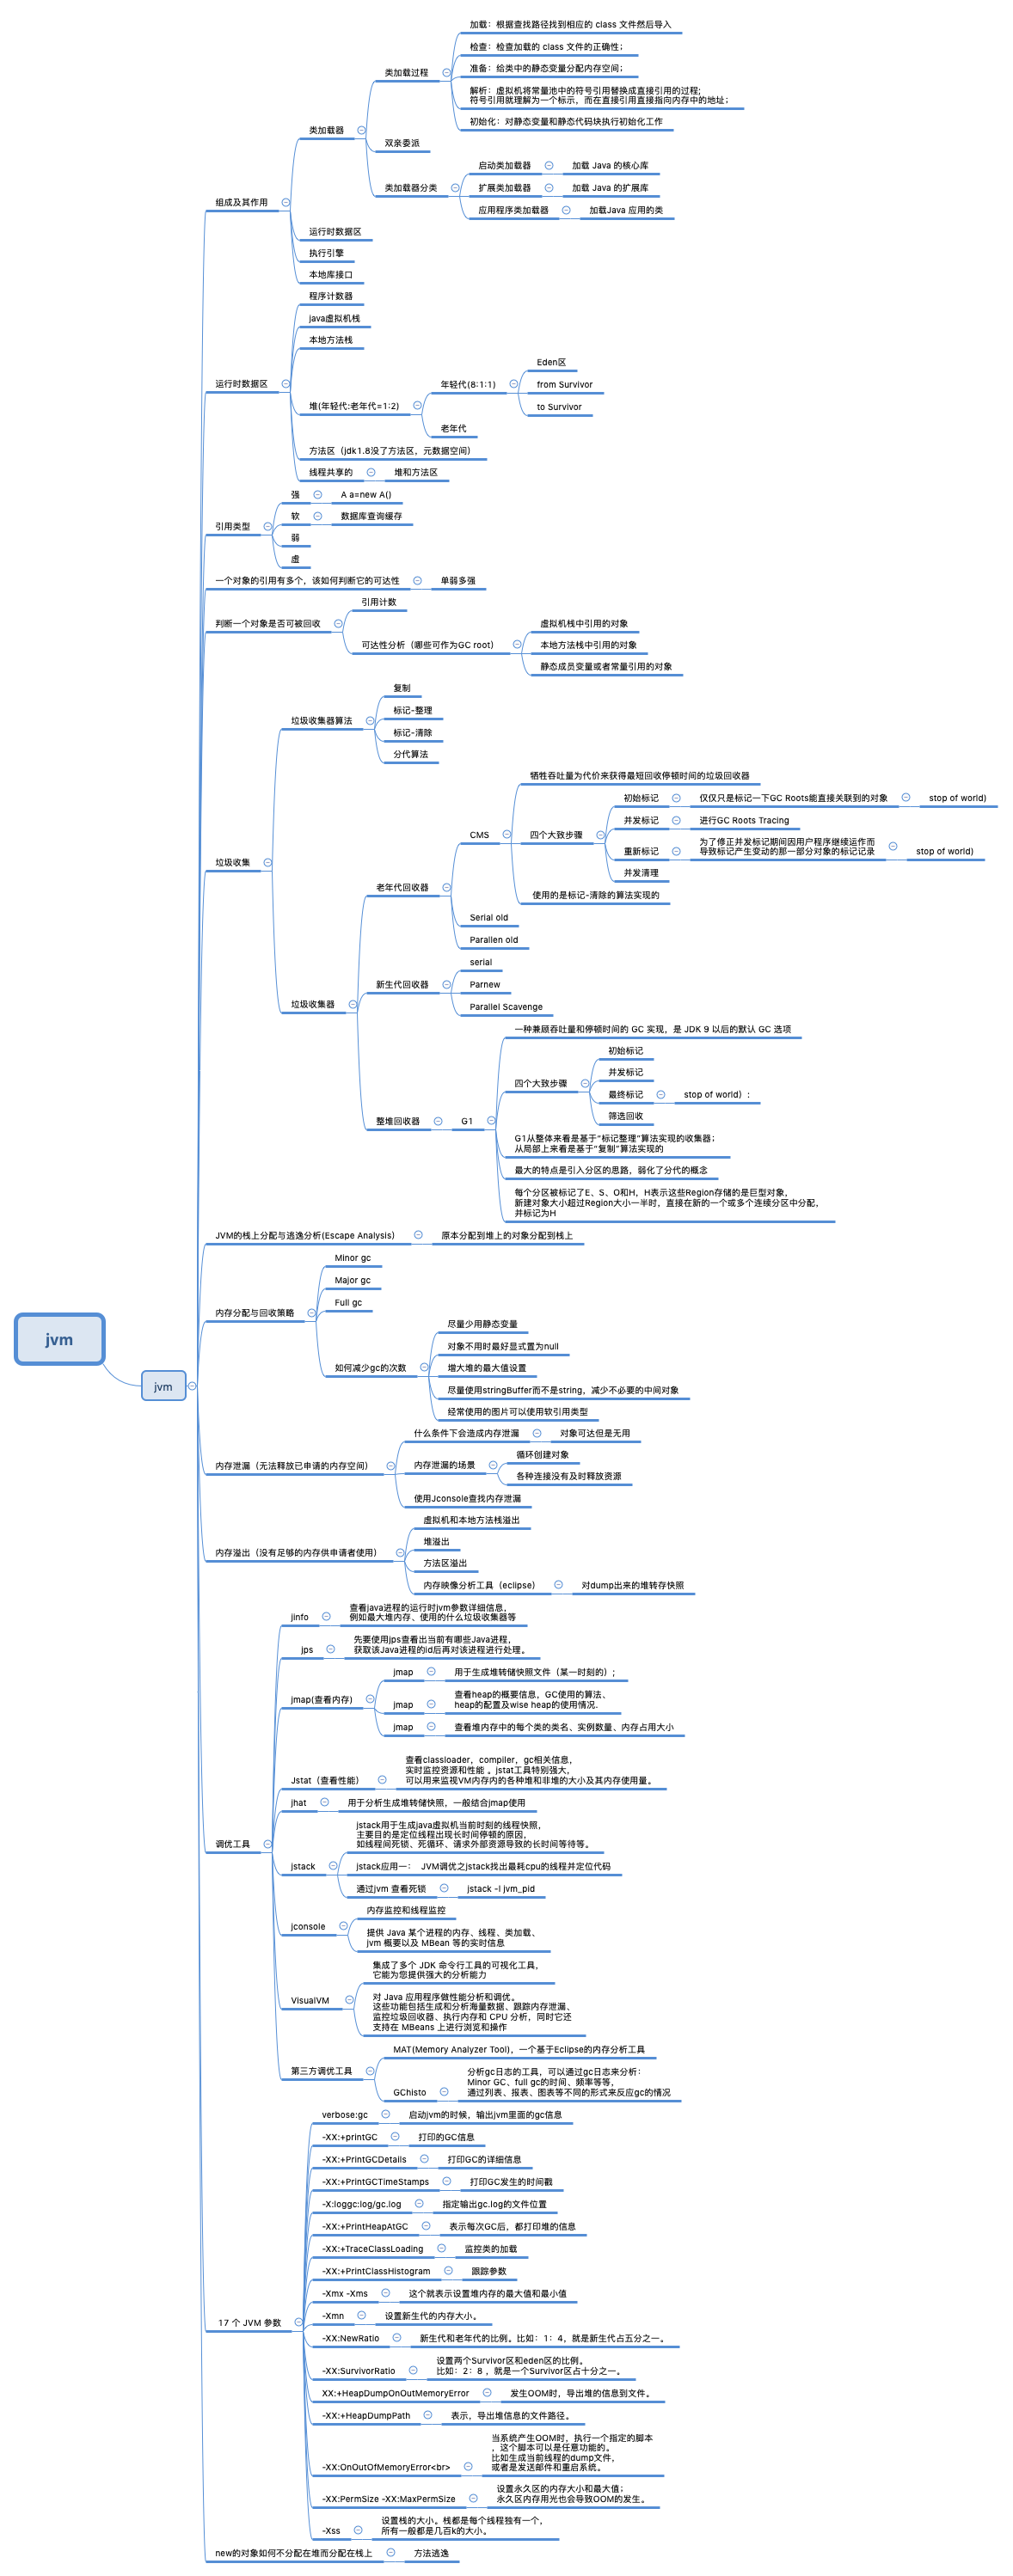 jvm
jvm
组成及其作用
类加载器
类加载过程
加载：根据查找路径找到相应的 class 文件然后导入
检查：检查加载的 class 文件的正确性；
准备：给类中的静态变量分配内存空间；
解析：虚拟机将常量池中的符号引用替换成直接引用的过程；
符号引用就理解为一个标示，而在直接引用直接指向内存中的地址；
初始化：对静态变量和静态代码块执行初始化工作
双亲委派
类加载器分类
启动类加载器
加载 Java 的核心库
扩展类加载器
加载 Java 的扩展库
应用程序类加载器
加载Java 应用的类
运行时数据区
执行引擎
本地库接口
运行时数据区
程序计数器
java虚拟机栈
本地方法栈
堆(年轻代:老年代=1:2)
年轻代(8:1:1)
Eden区
from Survivor
to Survivor
老年代
方法区（jdk1.8没了方法区，元数据空间）
线程共享的
堆和方法区
引用类型
强
A a=new A()
软
数据库查询缓存
弱
虚
一个对象的引用有多个，该如何判断它的可达性
单弱多强
判断一个对象是否可被回收
引用计数
可达性分析（哪些可作为GC root）
虚拟机栈中引用的对象
本地方法栈中引用的对象
静态成员变量或者常量引用的对象
垃圾收集
垃圾收集器算法
复制
标记-整理
标记-清除
分代算法
垃圾收集器
老年代回收器
CMS
牺牲吞吐量为代价来获得最短回收停顿时间的垃圾回收器
四个大致步骤
初始标记
仅仅只是标记一下GC Roots能直接关联到的对象
stop of world)
并发标记
进行GC Roots Tracing
重新标记
为了修正并发标记期间因用户程序继续运作而
导致标记产生变动的那一部分对象的标记记录
stop of world)
并发清理
使用的是标记-清除的算法实现的
Serial old
Parallen old
新生代回收器
serial
Parnew
Parallel Scavenge
整堆回收器
G1
一种兼顾吞吐量和停顿时间的 GC 实现，是 JDK 9 以后的默认 GC 选项
四个大致步骤
初始标记
并发标记
最终标记
stop of world）：
筛选回收
G1从整体来看是基于“标记整理”算法实现的收集器；
从局部上来看是基于“复制”算法实现的
最大的特点是引入分区的思路，弱化了分代的概念
每个分区被标记了E、S、O和H，H表示这些Region存储的是巨型对象，
新建对象大小超过Region大小一半时，直接在新的一个或多个连续分区中分配，
并标记为H
JVM的栈上分配与逃逸分析(Escape Analysis)
原本分配到堆上的对象分配到栈上
内存分配与回收策略
Minor gc
Major gc
Full gc
如何减少gc的次数
尽量少用静态变量
对象不用时最好显式置为null
增大堆的最大值设置
尽量使用stringBuffer而不是string，减少不必要的中间对象
经常使用的图片可以使用软引用类型
内存泄漏（无法释放已申请的内存空间）
什么条件下会造成内存泄漏
对象可达但是无用
内存泄漏的场景
循环创建对象
各种连接没有及时释放资源
使用Jconsole查找内存泄漏
内存溢出（没有足够的内存供申请者使用）
虚拟机和本地方法栈溢出
堆溢出
方法区溢出
内存映像分析工具（eclipse）
对dump出来的堆转存快照
调优工具
jinfo
查看java进程的运行时jvm参数详细信息，
例如最大堆内存、使用的什么垃圾收集器等
jps
先要使用jps查看出当前有哪些Java进程，
获取该Java进程的id后再对该进程进行处理。
jmap(查看内存)
jmap
用于生成堆转储快照文件（某一时刻的）；
jmap
查看heap的概要信息，GC使用的算法、
heap的配置及wise heap的使用情况.
jmap
查看堆内存中的每个类的类名、实例数量、内存占用大小
Jstat（查看性能）
查看classloader，compiler，gc相关信息，
实时监控资源和性能 。jstat工具特别强大，
可以用来监视VM内存内的各种堆和非堆的大小及其内存使用量。
jhat
用于分析生成堆转储快照，一般结合jmap使用
jstack
jstack用于生成java虚拟机当前时刻的线程快照，
主要目的是定位线程出现长时间停顿的原因，
如线程间死锁、死循环、请求外部资源导致的长时间等待等。
jstack应用一： JVM调优之jstack找出最耗cpu的线程并定位代码
通过jvm 查看死锁
jstack -l jvm_pid
jconsole
内存监控和线程监控
提供 Java 某个进程的内存、线程、类加载、
jvm 概要以及 MBean 等的实时信息
VisualVM
集成了多个 JDK 命令行工具的可视化工具，
它能为您提供强大的分析能力
对 Java 应用程序做性能分析和调优。
这些功能包括生成和分析海量数据、跟踪内存泄漏、
监控垃圾回收器、执行内存和 CPU 分析，同时它还
支持在 MBeans 上进行浏览和操作
第三方调优工具
MAT(Memory Analyzer Tool)，一个基于Eclipse的内存分析工具
GChisto
分析gc日志的工具，可以通过gc日志来分析：
Minor GC、full gc的时间、频率等等，
通过列表、报表、图表等不同的形式来反应gc的情况
17 个 JVM 参数
verbose:gc
启动jvm的时候，输出jvm里面的gc信息
-XX:+printGC
打印的GC信息
-XX:+PrintGCDetails
打印GC的详细信息
-XX:+PrintGCTimeStamps
打印GC发生的时间戳
-X:loggc:log/gc.log
指定输出gc.log的文件位置
-XX:+PrintHeapAtGC
表示每次GC后，都打印堆的信息
-XX:+TraceClassLoading
监控类的加载
-XX:+PrintClassHistogram
跟踪参数
-Xmx -Xms
这个就表示设置堆内存的最大值和最小值
-Xmn
设置新生代的内存大小。
-XX:NewRatio
新生代和老年代的比例。比如：1：4，就是新生代占五分之一。
-XX:SurvivorRatio
设置两个Survivor区和eden区的比例。
比如：2：8 ，就是一个Survivor区占十分之一。
XX:+HeapDumpOnOutMemoryError
发生OOM时，导出堆的信息到文件。
-XX:+HeapDumpPath
表示，导出堆信息的文件路径。
-XX:OnOutOfMemoryError<br>
当系统产生OOM时，执行一个指定的脚本
，这个脚本可以是任意功能的。
比如生成当前线程的dump文件，
或者是发送邮件和重启系统。
-XX:PermSize -XX:MaxPermSize
设置永久区的内存大小和最大值；
永久区内存用光也会导致OOM的发生。
-Xss
设置栈的大小。栈都是每个线程独有一个，
所有一般都是几百k的大小。
new的对象如何不分配在堆而分配在栈上
方法逃逸